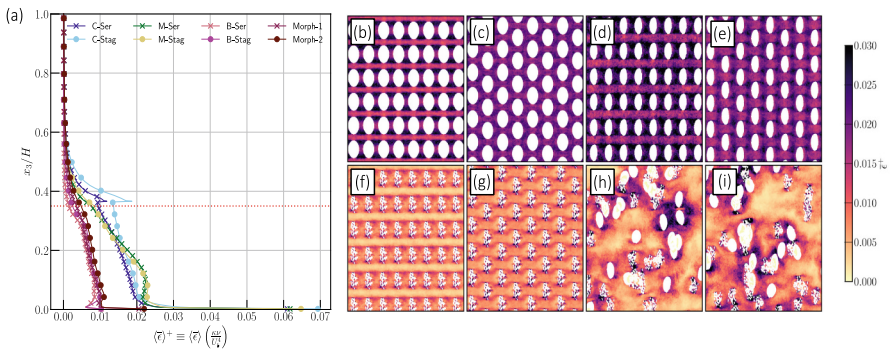 (a)
1.0
0.8
0.6
0.4
0.2
0.0
x₃/H
C-Ser M-Ser B-Ser Morph-1
C-Stag M-Stag B-Stag Morph-2
0.00 0.01 0.02 0.03 0.04 0.05 0.06 0.07
(b) (c) (d) (e)
(f) (g) (h) (i)
0.030
0.025
0.020
0.015
0.010
0.005
0.000